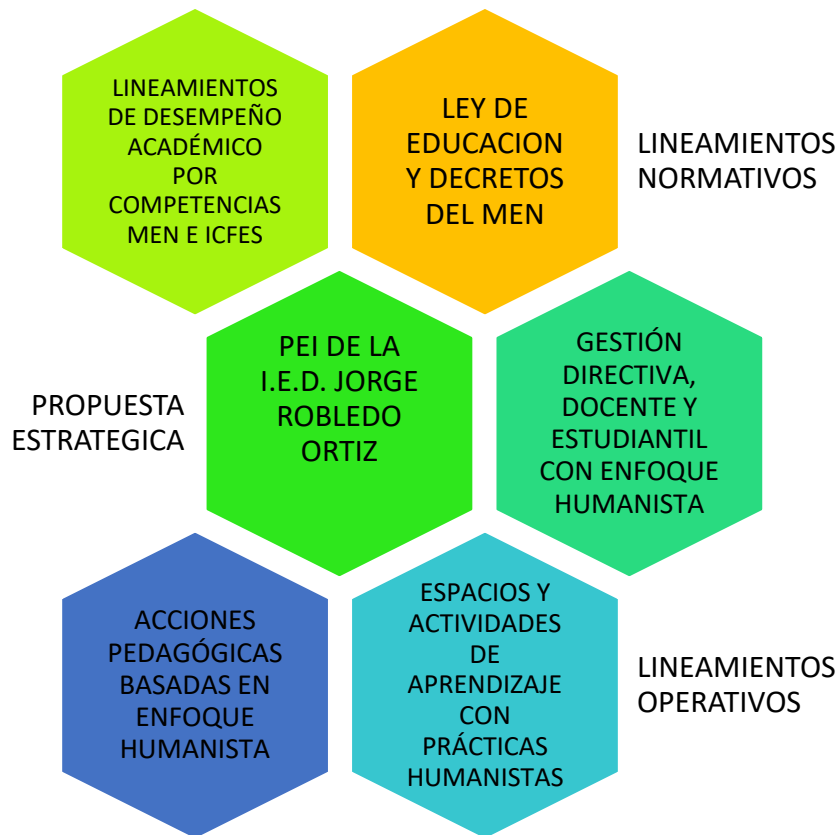 LINEAMIENTOS
DE DESEMPEÑO
ACADÉMICO
POR
COMPETENCIAS
MEN E ICFES
LEY DE
EDUCACION
Y DECRETOS
DEL MEN
LINEAMIENTOS
NORMATIVOS
PROPUESTA
ESTRATEGICA
PEI DE LA
I.E.D. JORGE
ROBLEDO
ORTIZ
GESTIÓN
DIRECTIVA,
DOCENTE Y
ESTUDIANTIL
CON ENFOQUE
HUMANISTA
ACCIONES
PEDAGÓGICAS
BASADAS EN
ENFOQUE
HUMANISTA
ESPACIOS Y
ACTIVIDADES
DE
APRENDIZAJE
CON
PRÁCTICAS
HUMANISTAS
LINEAMIENTOS
OPERATIVOS